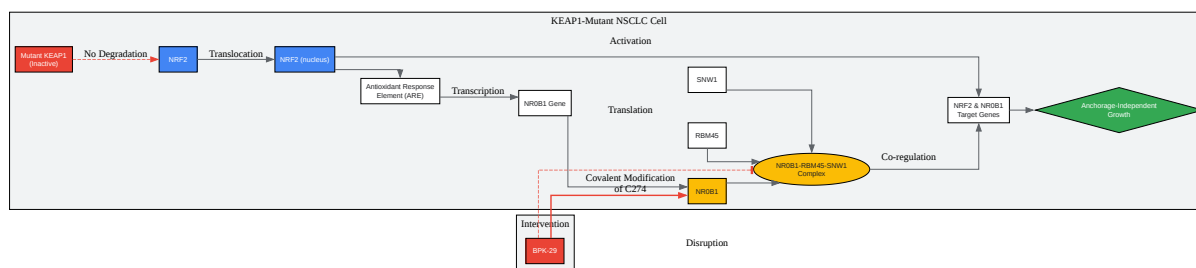 KEAP1-Mutant NSCLC Cell
Mutant KEAP1
(Inactive)
No Degradation
NRF2
Translocation
NRF2 (nucleus)
Activation
Antioxidant Response
Element (ARE)
Transcription
NR0B1 Gene
Translation
SNW1
RBM45
NRF2 & NR0B1
Target Genes
Anchorage-Independent
Growth
NR0B1-RBM45-SNW1
Complex
Co-regulation
Covalent Modification
of C274
NR0B1
Intervention
BPK-29
Disruption